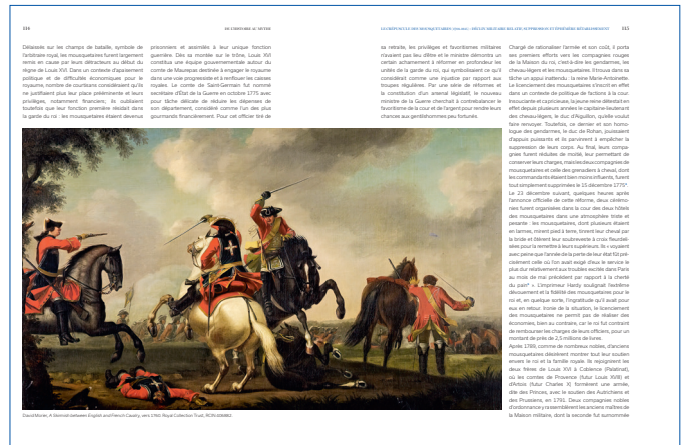 114
DE L'HISTOIRE AU MYTHE
Délaissés sur les champs de bataille, symbole de
l'arbitraire royal, les mousquetaires furent largement
remis en cause par leurs détracteurs au début du
règne de Louis XVI. Dans un contexte d'apaisement
politique et de difficultés économiques pour le
royaume, nombre de courtisans considéraient qu'ils
ne justifiaient plus leur place prééminente et leurs
privilèges, notamment financiers, ils oubliaient
toutefois que leur fonction première résidait dans
la garde du roi : les mousquetaires étaient devenus
prisonniers et assimilés à leur unique fonction
guerrière. Dès sa montée sur le trône, Louis XVI
constitua une équipe gouvernementale autour du
comte de Maurepas destinée à engager le royaume
dans une voie progressiste et à renflouer les caisses
royales. Le comte de Saint-Germain fut nommé
secrétaire d'État de la Guerre en octobre 1775 avec
pour tâche délicate de réduire les dépenses de
son département, considéré comme l'un des plus
gourmands financièrement. Pour cet officier tiré de
David Morier, A Skirmish between English and French Cavalry, vers 1760. Royal Collection Trust, RCIN
115
sa retraite, les privilèges et favoritismes militaires
n'avaient pas lieu d'être et le ministre démontra un
certain acharnement à réformer en profondeur les
unités de la garde du roi, qui symbolisaient ce qu'il
considérait comme une injustice par rapport aux
troupes régulières. Par une série de réformes et
la constitution d'un arsenal législatif, le nouveau
ministre de la Guerre cherchait à contrebalancer le
favoritisme de la cour et de l'argent pour rendre leurs
chances aux gentilshommes peu fortunés.
Chargé de rationaliser l'armée et son coût, il porta
ses premiers efforts vers les compagnies rouges
de la Maison du roi, c'est-à-dire les gendarmes, les
chevau-légers et les mousquetaires. Il trouva dans sa
tâche un appui inattendu : la reine Marie-Antoinette.
Le licenciement des mousquetaires s'inscrit en effet
dans un contexte de politique de factions à la cour.
Insouciante et capricieuse, la jeune reine détestait en
effet depuis plusieurs années le capitaine-lieutenant
des chevau-légers, le duc d'Aiguillon, qu'elle voulut
faire renvoyer. Toutefois, ce dernier et son homo-
logue des gendarmes, le duc de Rohan, jouissaient
d'appuis puissants et ils parvinrent à empêcher la
suppression de leurs corps. Au final, leurs compa-
gnies furent réduites de moitié, leur permettant de
conserver leurs charges, mais les deux compagnies de
mousquetaires et celle des grenadiers à cheval, dont
les commandants étaient bien moins influents, furent
tout simplement supprimées le 15 décembre 1775
Le 23 décembre suivant, quelques heures après
l'annonce officielle de cette réforme, deux cérémo-
nies furent organisées dans la cour des deux hôtels
des mousquetaires dans une atmosphère triste et
pesante : les mousquetaires, dont plusieurs étaient
en larmes, mirent pied à terre, tinrent leur cheval par
la bride et ôtèrent leur soubreveste à croix fleurdeli-
sées pour la remettre à leurs supérieurs. Ils « voyaient
avec peine que l'année de la perte de leur état fût pré-
cisément celle où l'on avait exigé d'eux le service le
plus dur relativement aux troubles excités dans Paris
au mois de mai précédent par rapport à la cherté
du pain ». L'imprimeur Hardy soulignait l'extrême
dévouement et la fidélité des mousquetaires pour le
roi et, en quelque sorte, l'ingratitude qu'il avait pour
eux en retour. Ironie de la situation, le licenciement
des mousquetaires ne permit pas de réaliser des
économies, bien au contraire, car le roi fut contraint
de rembourser les charges de leurs officiers, pour un
montant de près de 2,5 millions de livres.
Après 1789, comme de nombreux nobles, d'anciens
mousquetaires désirèrent montrer tout leur soutien
envers le roi et la famille royale. Ils rejoignirent les
deux frères de Louis XVI à Coblence (Palatinat),
où les comtes de Provence (futur Louis XVIII) et
d'Artois (futur Charles X) formèrent une armée,
dite des Princes, avec le soutien des Autrichiens et
des Prussiens, en 1791. Deux compagnies nobles
d'ordonnance y rassemblèrent les anciens maîtres de
la Maison militaire, dont la seconde fut surnommée